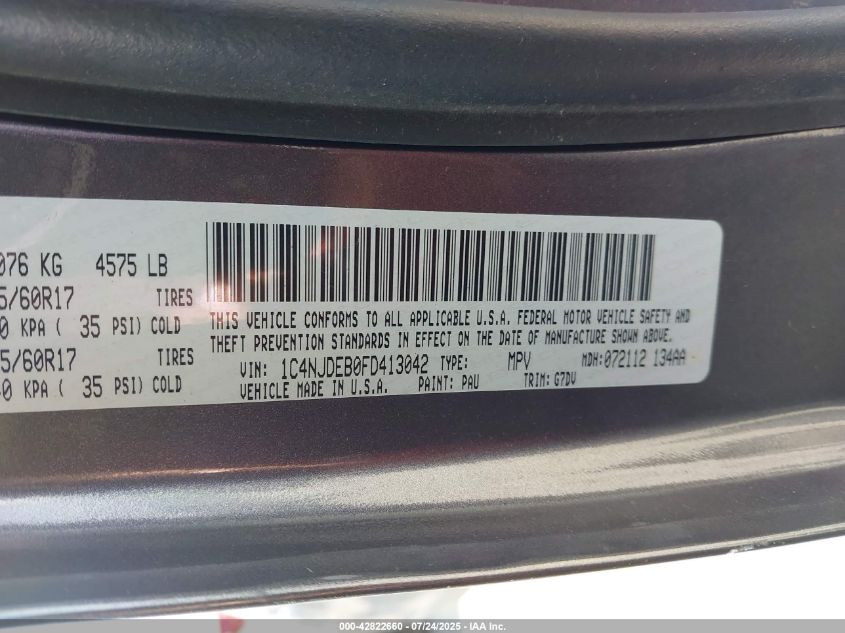 076 KG 4575 LB
5/60R17 TIRES
0 KPA ( 35 PSI) COLD
5/60R17 TIRES
40 KPA ( 35 PSI) COLD
THIS VEHICLE CONFORMS TO ALL APPLICABLE U.S.A. FEDERAL MOTOR VEHICLE SAFETY AND
THEFT PREVENTION STANDARDS IN EFFECT ON THE DATE OF MANUFACTURE SHOWN ABOVE.
VIN: 1C4NJDEB0FD413042 TYPE: MPV MDH: 072112 134AA
VEHICLE MADE IN U.S.A. PAINT: PAU TRIM: G7DV
000-42822660 - 07/24/2025 - IAA Inc.